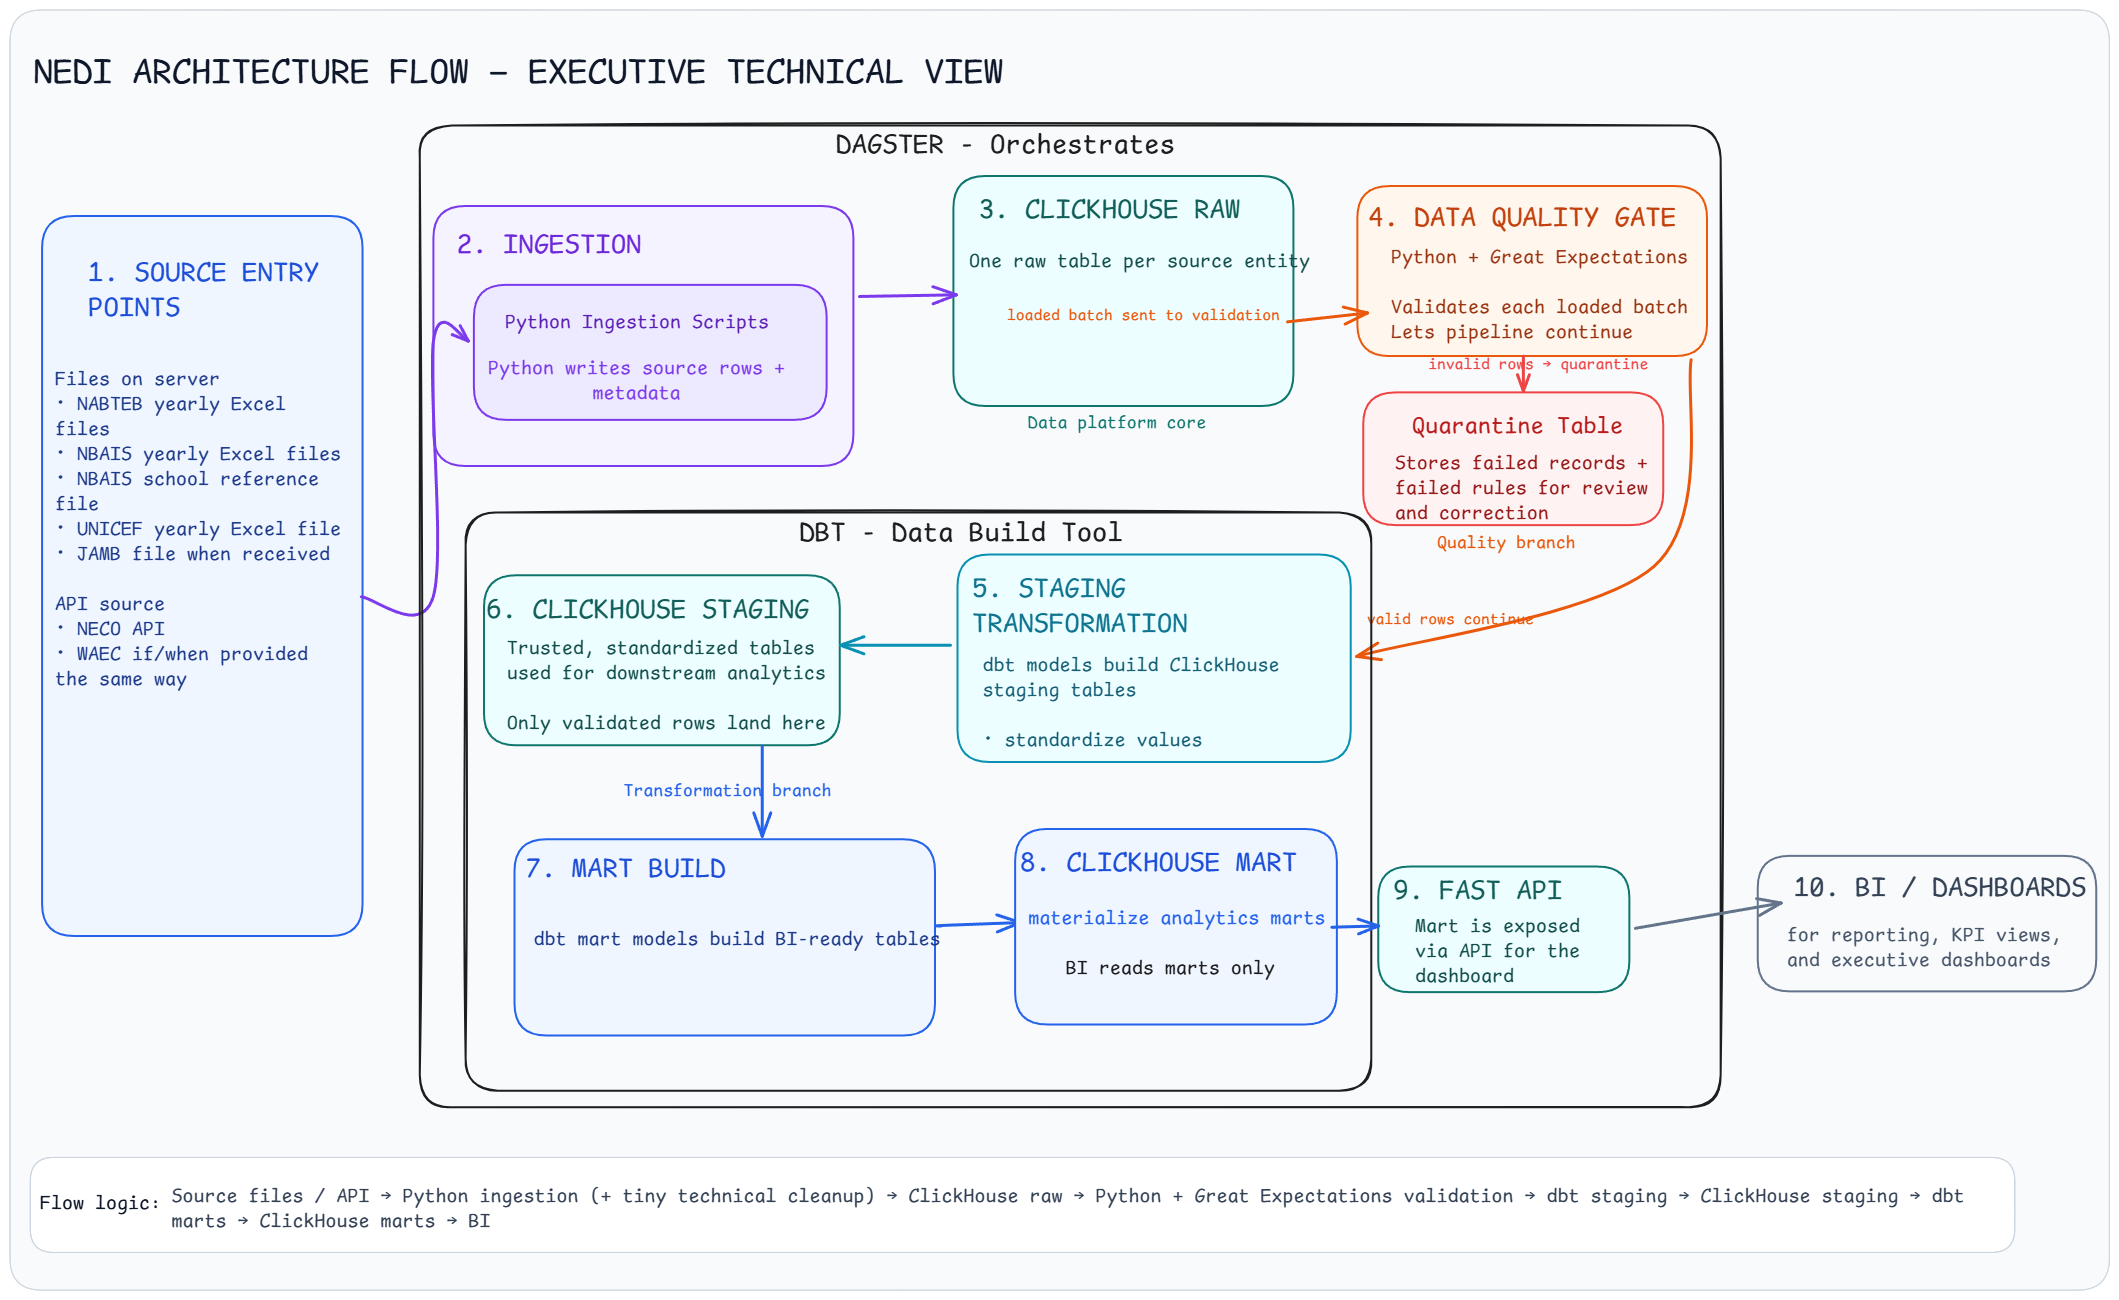 NEDI ARCHITECTURE FLOW — EXECUTIVE TECHNICAL VIEW
DAGSTER - Orchestrates
1. SOURCE ENTRY
POINTS
Files on server
• NABTEB yearly Excel
files
• NBAIS yearly Excel files
• NBAIS school reference
file
• UNICEF yearly Excel file
• JAMB file when received
API source
• NECO API
• WAEC if/when provided
the same way
2. INGESTION
Python Ingestion Scripts
Python writes source rows +
metadata
3. CLICKHOUSE RAW
One raw table per source entity
loaded batch sent to validation
Data platform core
4. DATA QUALITY GATE
Python + Great Expectations
Validates each loaded batch
Lets pipeline continue
invalid rows → quarantine
Quarantine Table
Stores failed records +
failed rules for review
and correction
Quality branch
valid rows continue
DBT - Data Build Tool
5. STAGING
TRANSFORMATION
dbt models build ClickHouse
staging tables
• standardize values
6. CLICKHOUSE STAGING
Trusted, standardized tables
used for downstream analytics
Only validated rows land here
Transformation branch
7. MART BUILD
dbt mart models build BI-ready tables
8. CLICKHOUSE MART
materialize analytics marts
BI reads marts only
9. FAST API
Mart is exposed
via API for the
dashboard
10. BI / DASHBOARDS
for reporting, KPI views,
and executive dashboards
Flow logic: Source files / API → Python ingestion (+ tiny technical cleanup) → ClickHouse raw → Python + Great Expectations validation → dbt staging → ClickHouse staging → dbt
marts → ClickHouse marts → BI